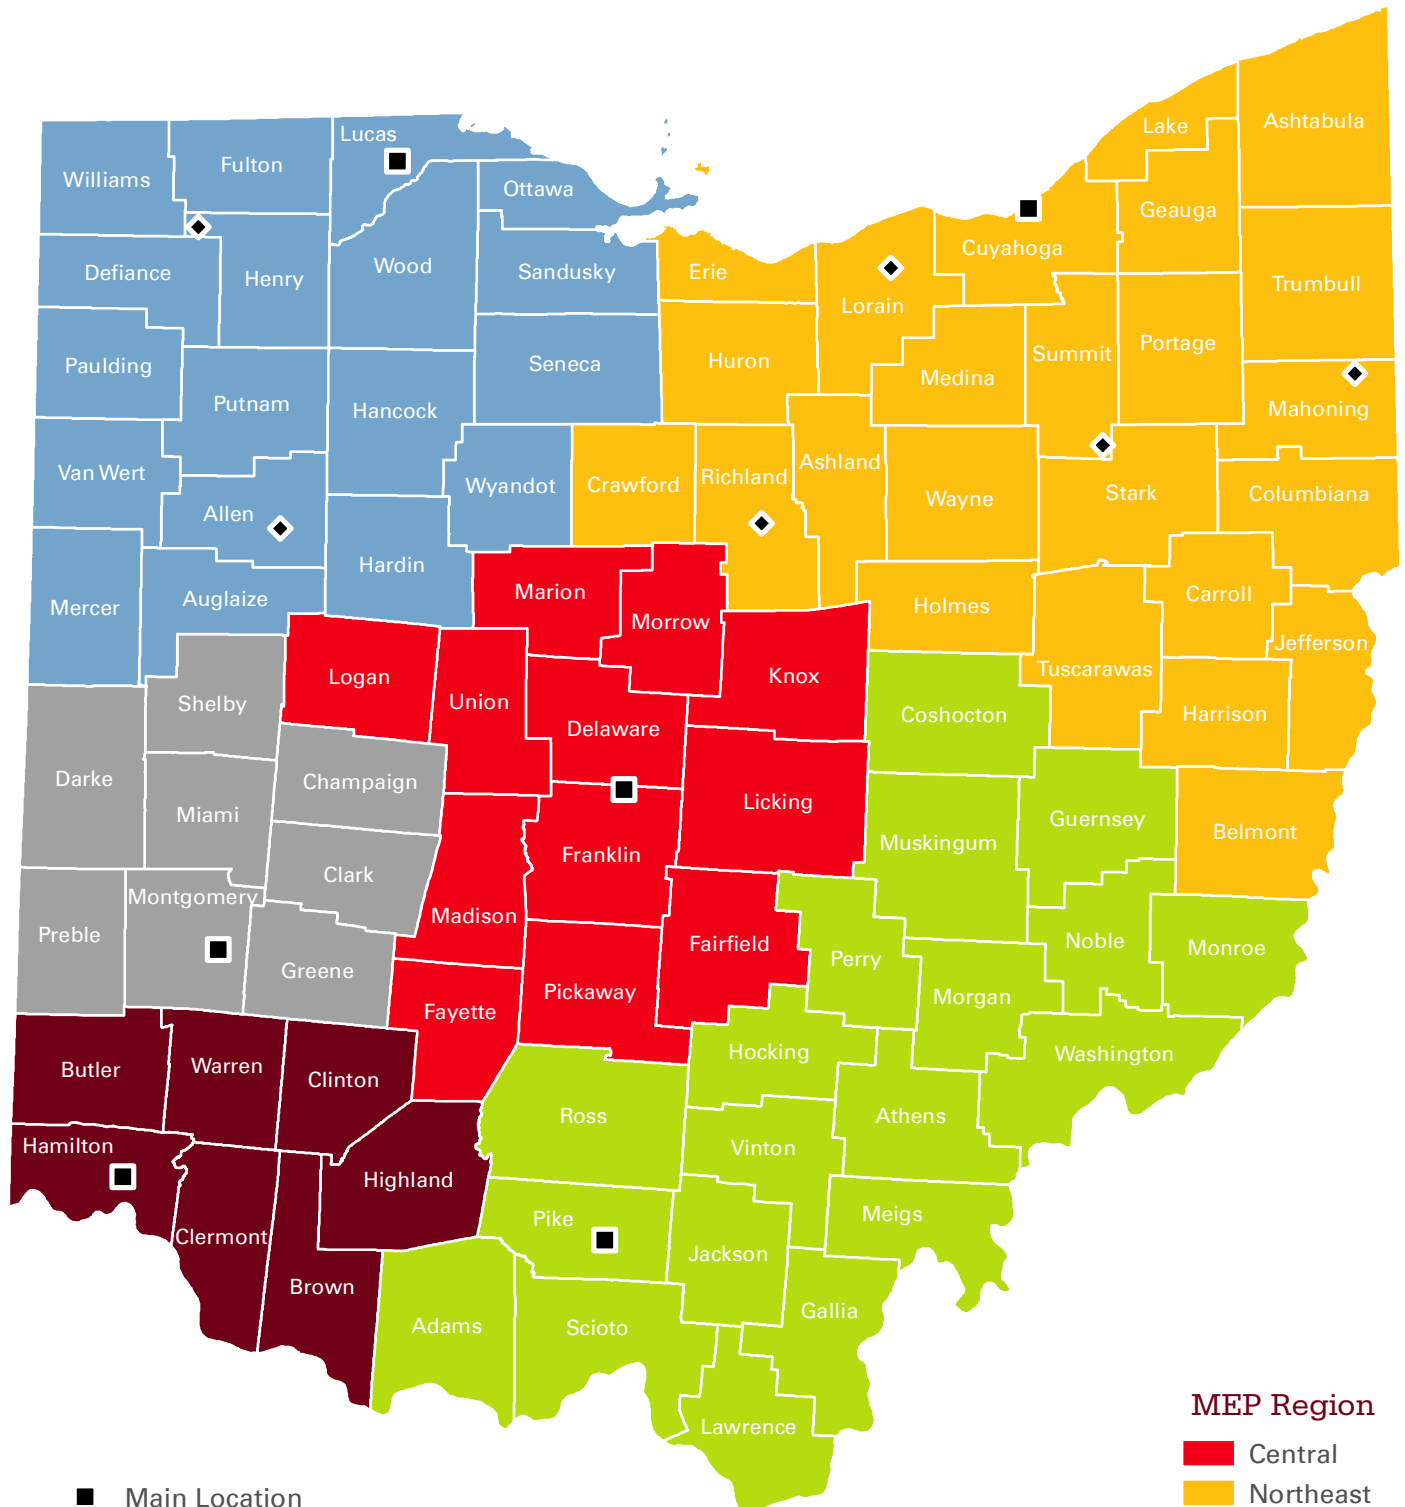 Lake
Ashtabula
Lucas
Fulton
Williams
Ottawa
Geauga
Cuyahoga
Wood
Defiance
Henry
Sandusky
Erie
Trumbull
Lorain
Portage
Summit
Paulding
Seneca
Huron
Medina
Putnam
Hancock
Mahoning
Ashland
Van Wert
Richland
Wyandot
Crawford
Wayne
Stark
Columbiana
Allen
Hardin
Marion
Carroll
Auglaize
Mercer
Holmes
Morrow
Jefferson
Tuscarawas
Logan
Knox
Union
Shelby
Coshocton
Harrison
Delaware
Darke
Champaign
Licking
Miami
Guernsey
Belmont
Muskingum
Franklin
Clark
Montgomery
Madison
Preble
Fairfield
Noble
Monroe
Perry
Greene
Pickaway
Morgan
Fayette
Hocking
Washington
Butler
Warren
Clinton
Ross
Athens
Hamilton
Vinton
Highland
Pike
Meigs
Clermont
Jackson
Brown
Gallia
Adams
Scioto
Lawrence
MEP Region
Central
Northeast
Main Location